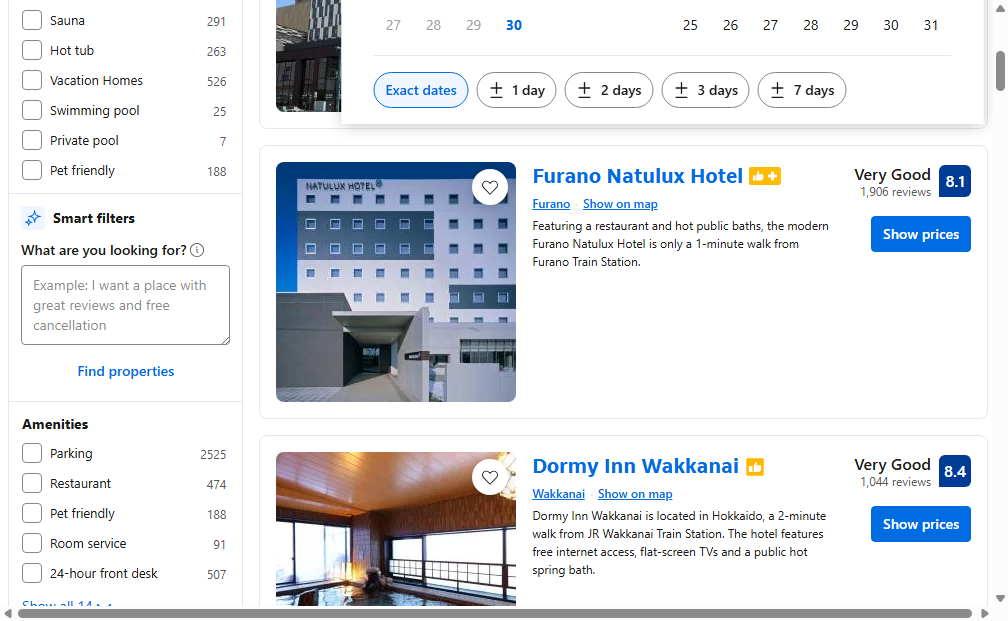 Sauna 291
Hot tub 263
Vacation Homes 526
Swimming pool 25
Private pool 7
Pet friendly 188
Smart filters
What are you looking for?
Example: I want a place with
great reviews and free
cancellation
Find properties
Amenities
Parking 2525
Restaurant 474
Pet friendly 188
Room service 91
24-hour front desk 507
Show all 14
27 28 29 30
25 26 27 28 29 30 31
Exact dates
± 1 day
± 2 days
± 3 days
± 7 days
NATULUX HOTEL
Furano Natulux Hotel
Furano · Show on map
Featuring a restaurant and hot public baths, the modern
Furano Natulux Hotel is only a 1-minute walk from
Furano Train Station.
Very Good
1,906 reviews
8.1
Show prices
Dormy Inn Wakkanai
Wakkanai · Show on map
Dormy Inn Wakkanai is located in Hokkaido, a 2-minute
walk from JR Wakkanai Train Station. The hotel features
free internet access, flat-screen TVs and a public hot
spring bath.
Very Good
1,044 reviews
8.4
Show prices